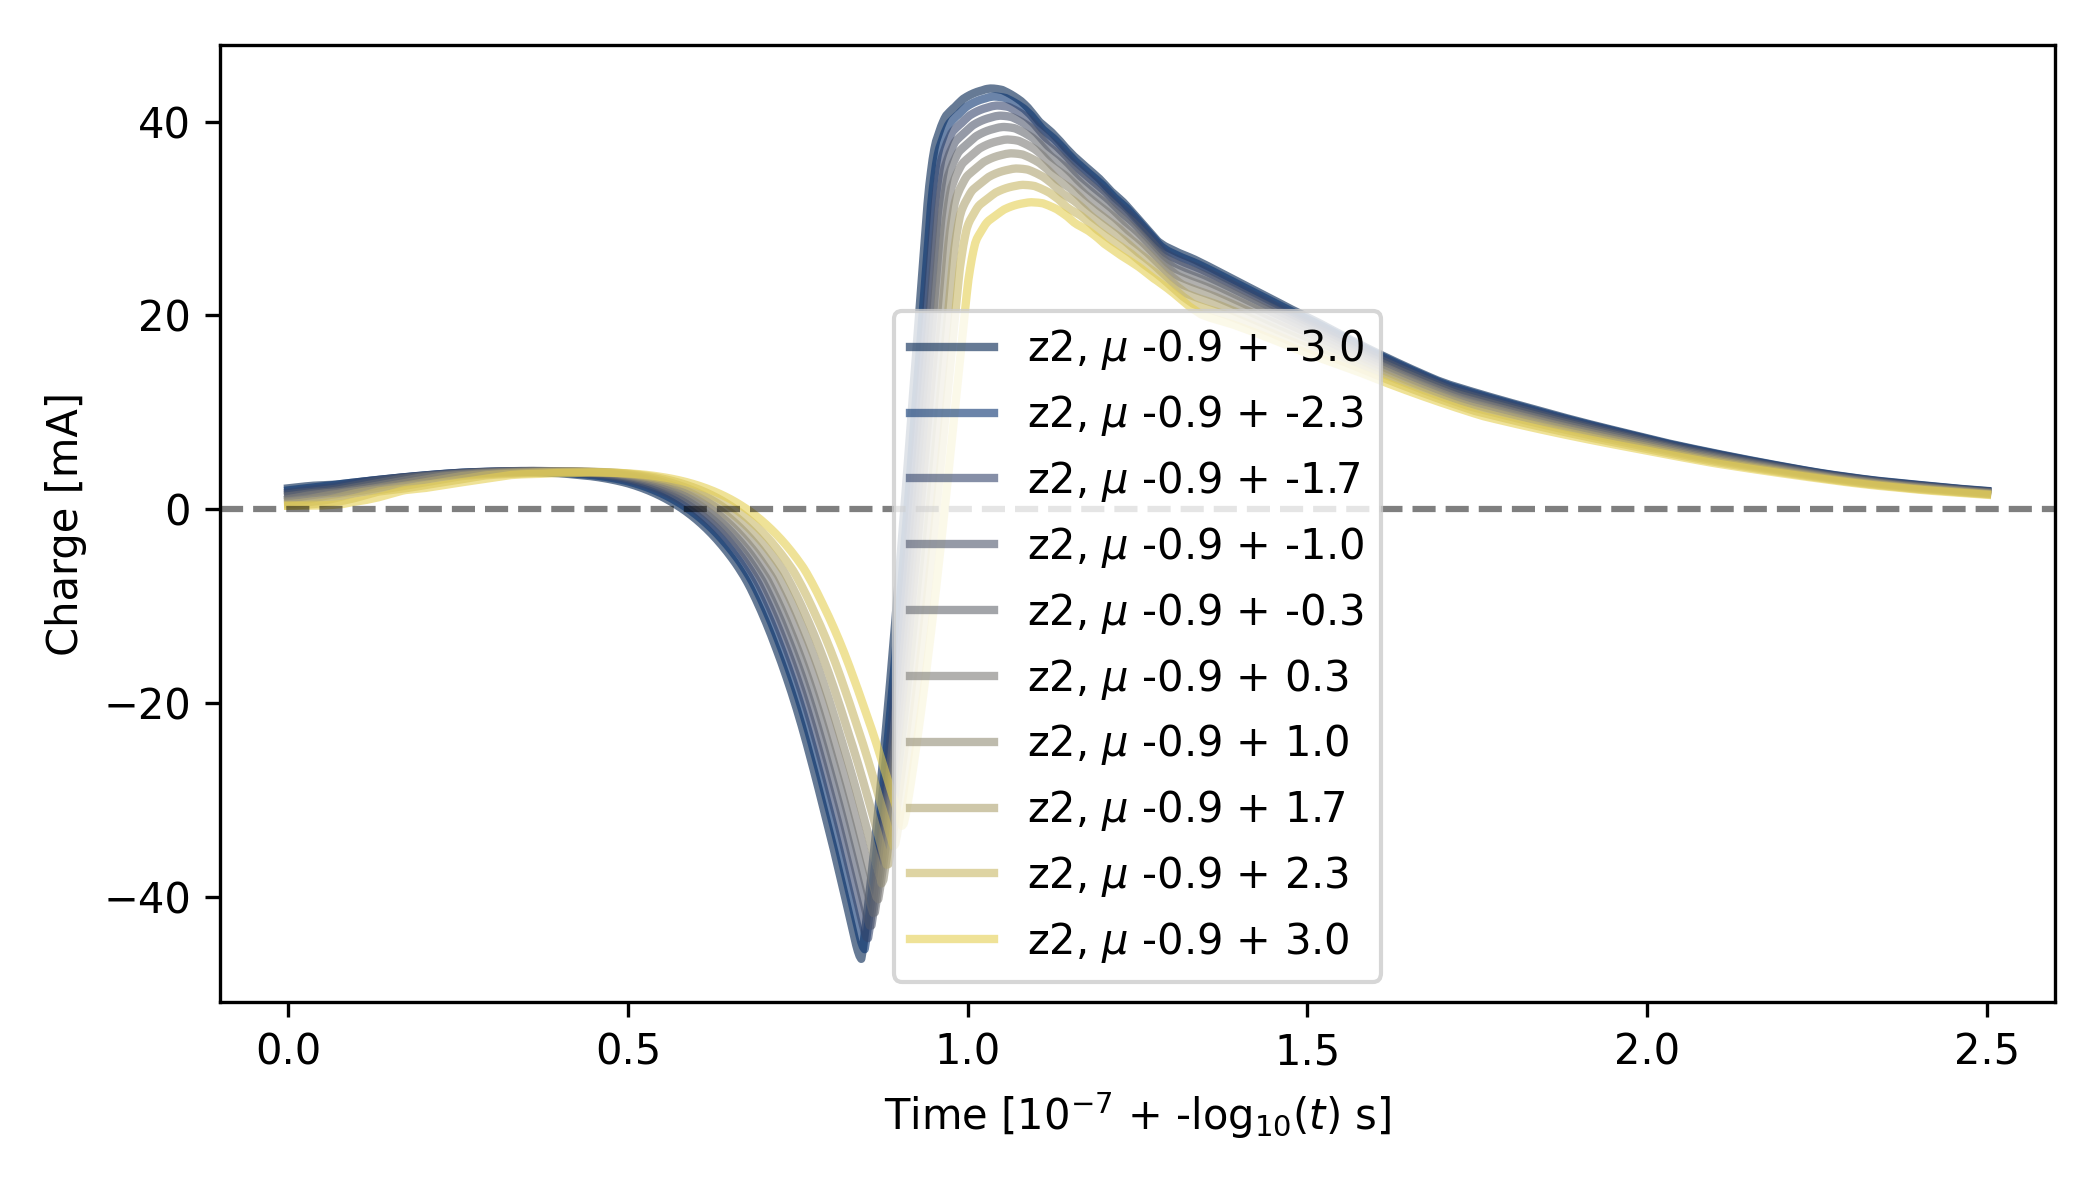 40
20
0
−20
−40
Charge [mA]
z2, μ -0.9 + -3.0
z2, μ -0.9 + -2.3
z2, μ -0.9 + -1.7
z2, μ -0.9 + -1.0
z2, μ -0.9 + -0.3
z2, μ -0.9 + 0.3
z2, μ -0.9 + 1.0
z2, μ -0.9 + 1.7
z2, μ -0.9 + 2.3
z2, μ -0.9 + 3.0
0.0 0.5 1.0 1.5 2.0 2.5
Time [10⁻⁷ + -log₁₀(t) s]